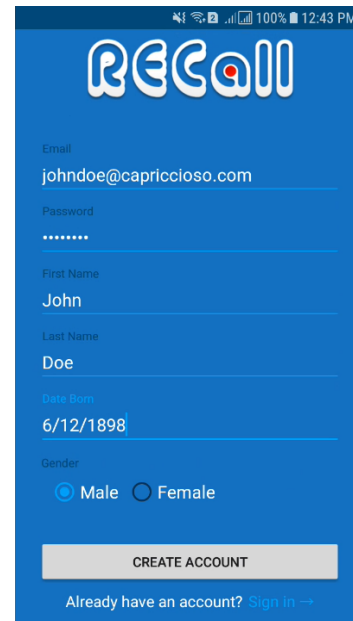 2 100% 12:43 PM
RECall
Email
johndoe@capriccioso.com
Password
••••••••
First Name
John
Last Name
Doe
Date Born
6/12/1898
Gender
Male Female
CREATE ACCOUNT
Already have an account? Sign in →